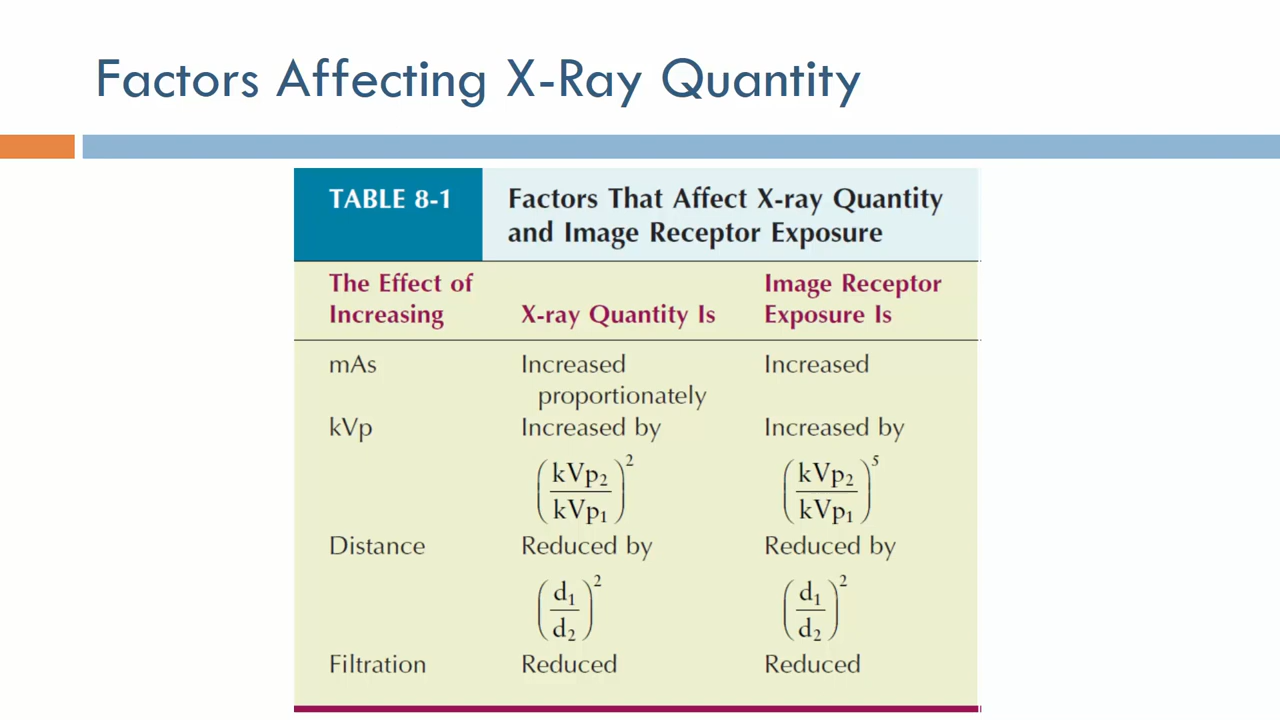 Factors Affecting X-Ray Quantity
TABLE 8-1
Factors That Affect X-ray Quantity
and Image Receptor Exposure
The Effect of
Increasing
X-ray Quantity Is
Image Receptor
Exposure Is
mAs
Increased
proportionately
Increased
kVp
Increased by
(kVp₂/kVp₁)²
Increased by
(kVp₂/kVp₁)⁵
Distance
Reduced by
(d₁/d₂)²
Reduced by
(d₁/d₂)²
Filtration
Reduced
Reduced